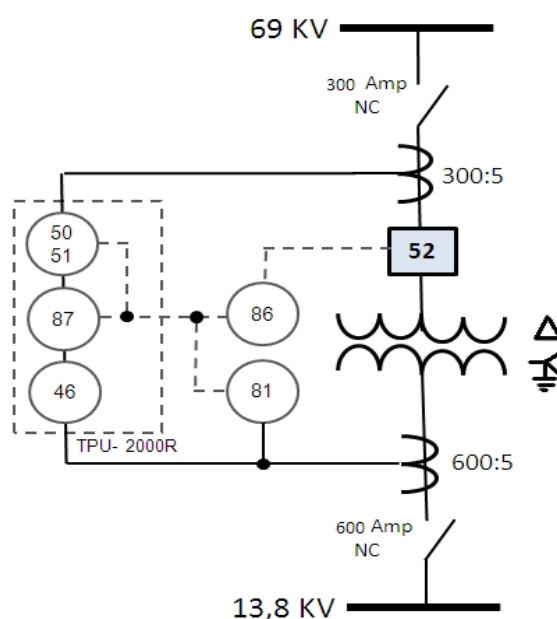 69 KV
300 Amp
NC
300:5
50
51
52
87
86
46
81
TPU- 2000R
600:5
600 Amp
NC
13,8 KV